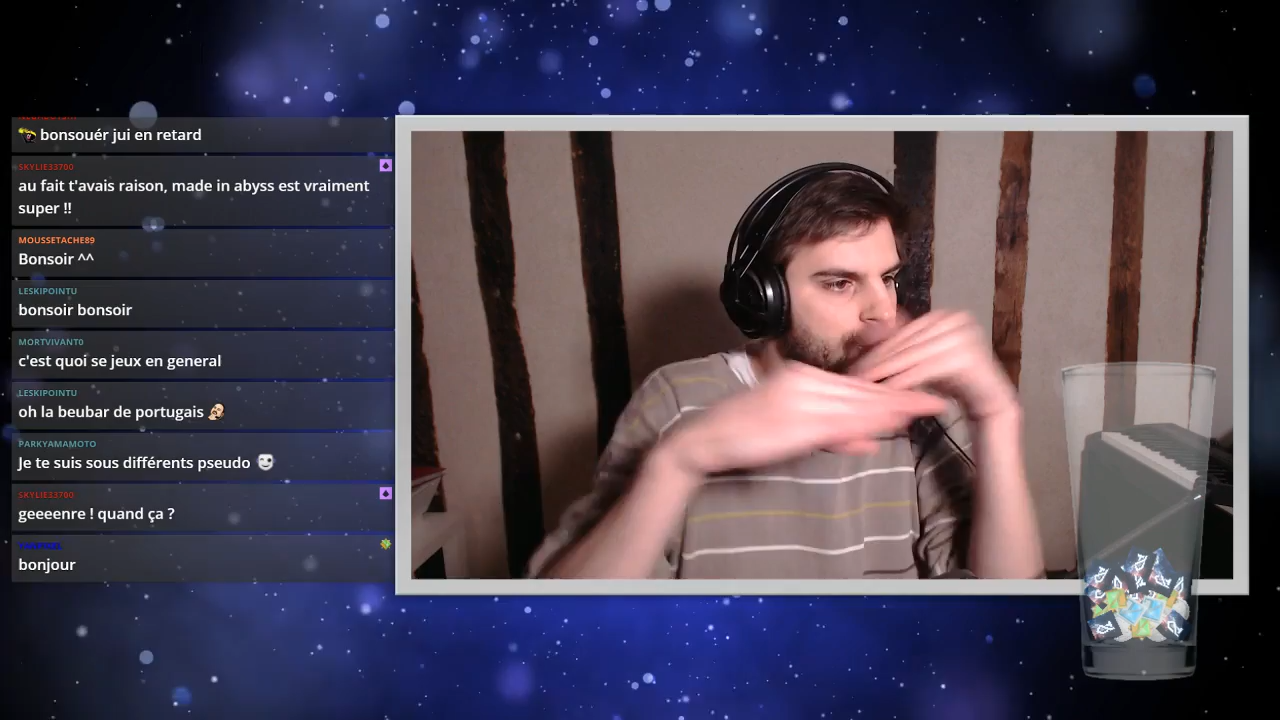 bonsouér jui en retard
SKYLIE33700
au fait t'avais raison, made in abyss est vraiment
super !!
MOUSSETACHE89
Bonsoir ^^
LESKIPOINTU
bonsoir bonsoir
MORTVIVANT0
c'est quoi se jeux en general
LESKIPOINTU
oh la beubar de portugais
PARKYAMAMOTO
Je te suis sous différents pseudo
SKYLIE33700
geeeenre ! quand ça ?
bonjour